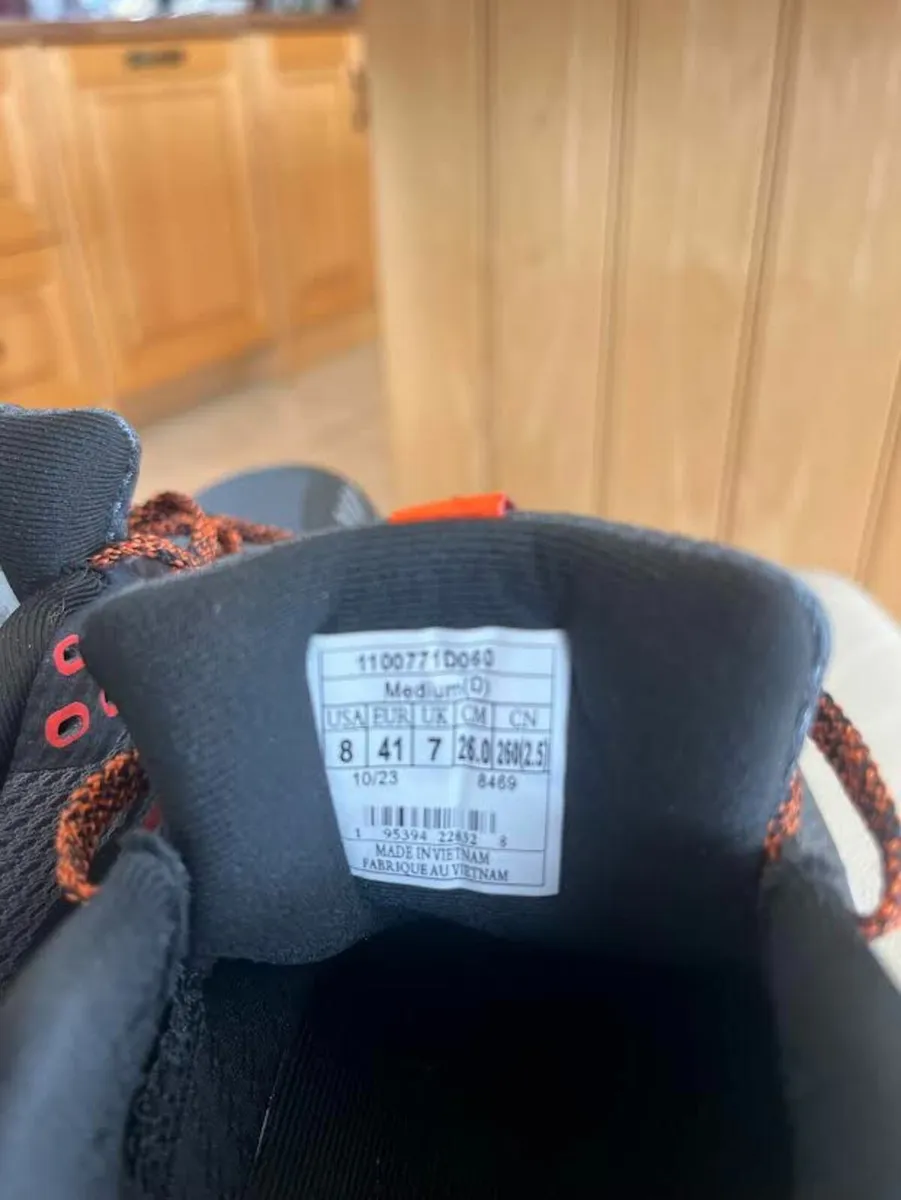 1100771D060
Medium(D)
USA EUR UK CM CN
8 41 7 26.0 260(2.5)
10/23 8469
1 95394 22852 8
MADE IN VIETNAM
FABRIQUE AU VIETNAM